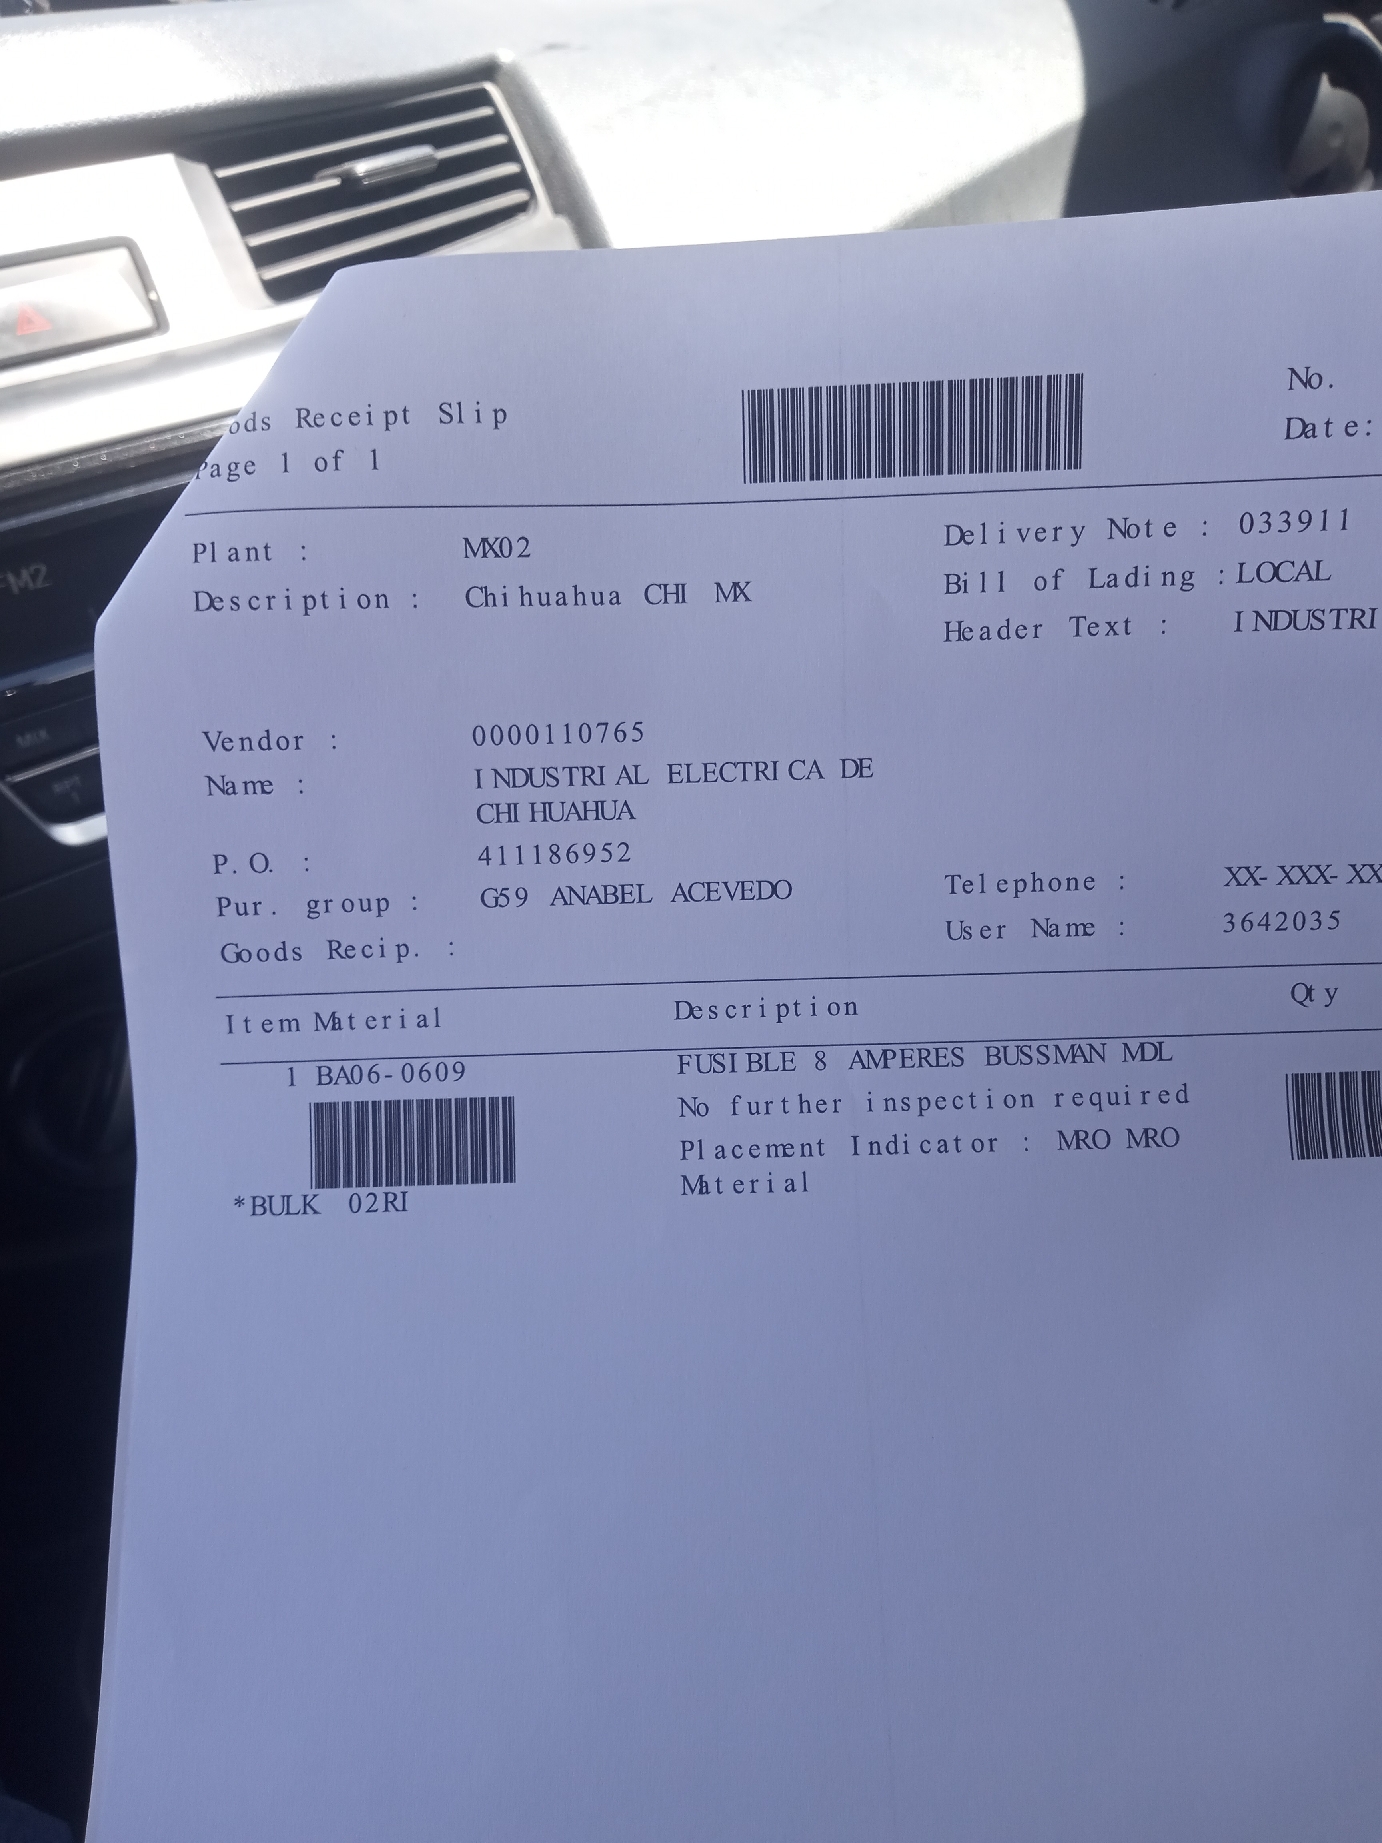 ods Receipt Slip
Page 1 of 1
No.
Date:
Plant : MX02
Description : Chihuahua CHI MX
Delivery Note : 033911
Bill of Lading : LOCAL
Header Text : INDUSTRI
Vendor : 0000110765
Name : INDUSTRIAL ELECTRICA DE
CHIHUAHUA
P.O. : 411186952
Pur. group : G59 ANABEL ACEVEDO
Goods Recip. :
Telephone : XX-XXX-XX
User Name : 3642035
Item Material Description Qty
1 BA06-0609 FUSIBLE 8 AMPERES BUSSMAN MDL
No further inspection required
Placement Indicator : MRO MRO
Material
*BULK 02RI